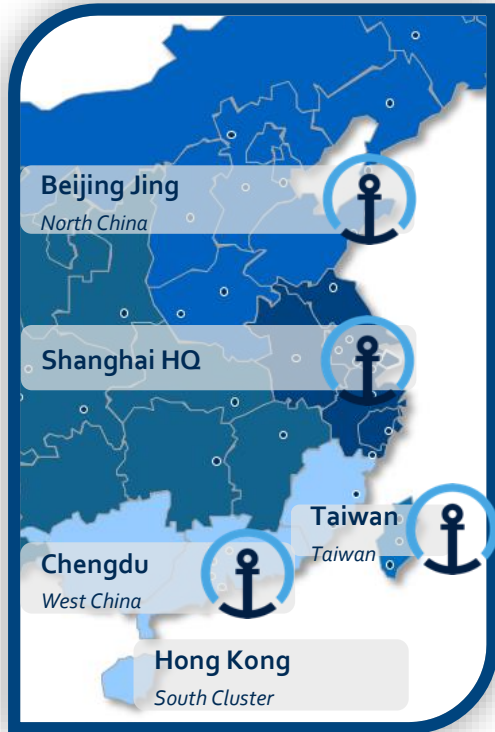 Beijing Jing
North China
Shanghai HQ
Taiwan
Taiwan
Chengdu
West China
Hong Kong
South Cluster